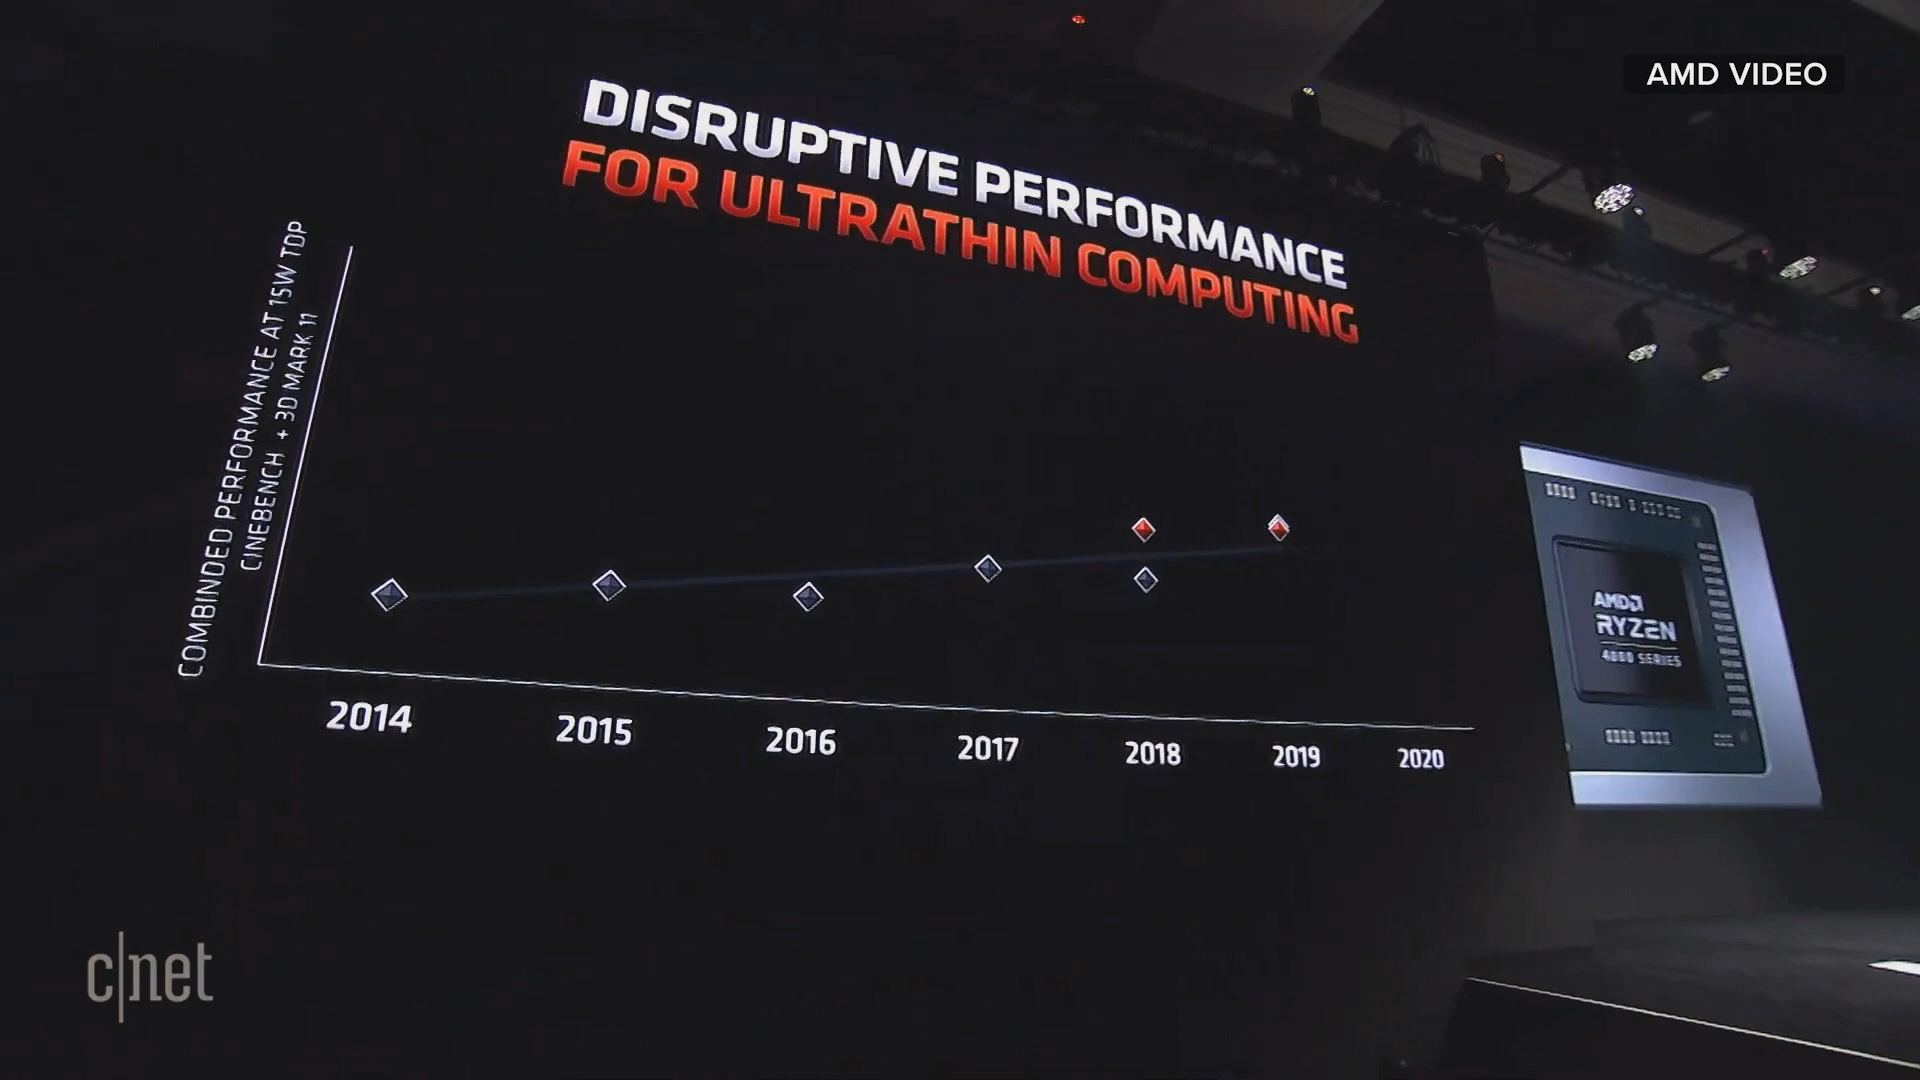 AMD VIDEO
DISRUPTIVE PERFORMANCE
FOR ULTRATHIN COMPUTING
COMBINDED PERFORMANCE AT 15W TDP
CINEBENCH + 3D MARK 11
2014
2015
2016
2017
2018
2019
2020
AMD
RYZEN
4000 SERIES
c|net